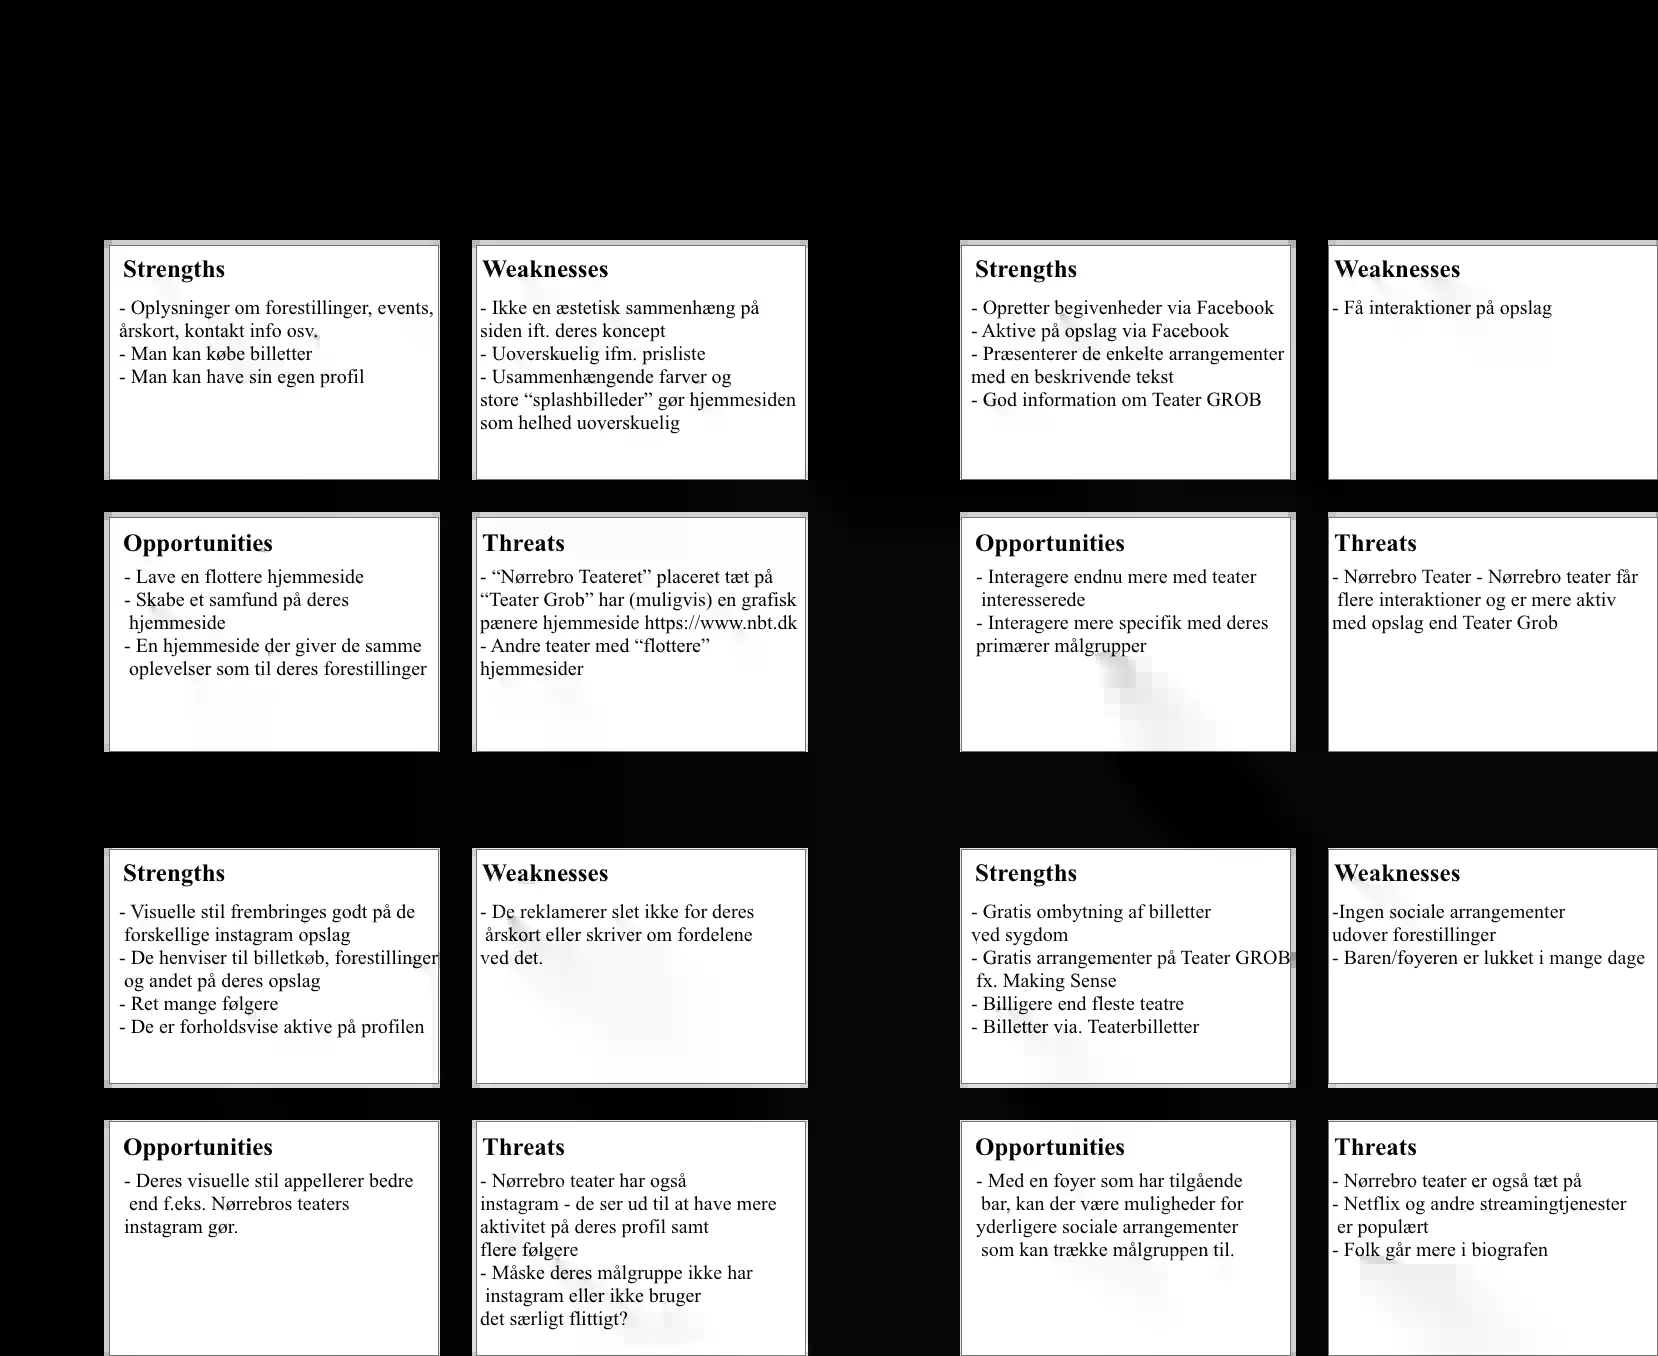 Strengths
- Oplysninger om forestillinger, events,
årskort, kontakt info osv.
- Man kan købe billetter
- Man kan have sin egen profil
Weaknesses
- Ikke en æstetisk sammenhæng på
siden ift. deres koncept
- Uoverskuelig ifm. prisliste
- Usammenhængende farver og
store “splashbilleder” gør hjemmesiden
som helhed uoverskuelig
Opportunities
- Lave en flottere hjemmeside
- Skabe et samfund på deres
hjemmeside
- En hjemmeside der giver de samme
oplevelser som til deres forestillinger
Threats
- “Nørrebro Teateret” placeret tæt på
“Teater Grob” har (muligvis) en grafisk
pænere hjemmeside https://www.nbt.dk
- Andre teater med “flottere”
hjemmesider
Strengths
- Opretter begivenheder via Facebook
- Aktive på opslag via Facebook
- Præsenterer de enkelte arrangementer
med en beskrivende tekst
- God information om Teater GROB
Weaknesses
- Få interaktioner på opslag
Opportunities
- Interagere endnu mere med teater
interesserede
- Interagere mere specifik med deres
primærer målgrupper
Threats
- Nørrebro Teater - Nørrebro teater får
flere interaktioner og er mere aktiv
med opslag end Teater Grob
Strengths
- Visuelle stil frembringes godt på de
forskellige instagram opslag
- De henviser til billetkøb, forestillinger
og andet på deres opslag
- Ret mange følgere
- De er forholdsvise aktive på profilen
Weaknesses
- De reklamerer slet ikke for deres
årskort eller skriver om fordelene
ved det.
Opportunities
- Deres visuelle stil appellerer bedre
end f.eks. Nørrebros teaters
instagram gør.
Threats
- Nørrebro teater har også
instagram - de ser ud til at have mere
aktivitet på deres profil samt
flere følgere
- Måske deres målgruppe ikke har
instagram eller ikke bruger
det særligt flittigt?
Strengths
- Gratis ombytning af billetter
ved sygdom
- Gratis arrangementer på Teater GROB
fx. Making Sense
- Billigere end fleste teatre
- Billetter via. Teaterbilletter
Weaknesses
-Ingen sociale arrangementer
udover forestillinger
- Baren/foyeren er lukket i mange dage
Opportunities
- Med en foyer som har tilgående
bar, kan der være muligheder for
yderligere sociale arrangementer
som kan trække målgruppen til.
Threats
- Nørrebro teater er også tæt på
- Netflix og andre streamingtjenester
er populært
- Folk går mere i biografen